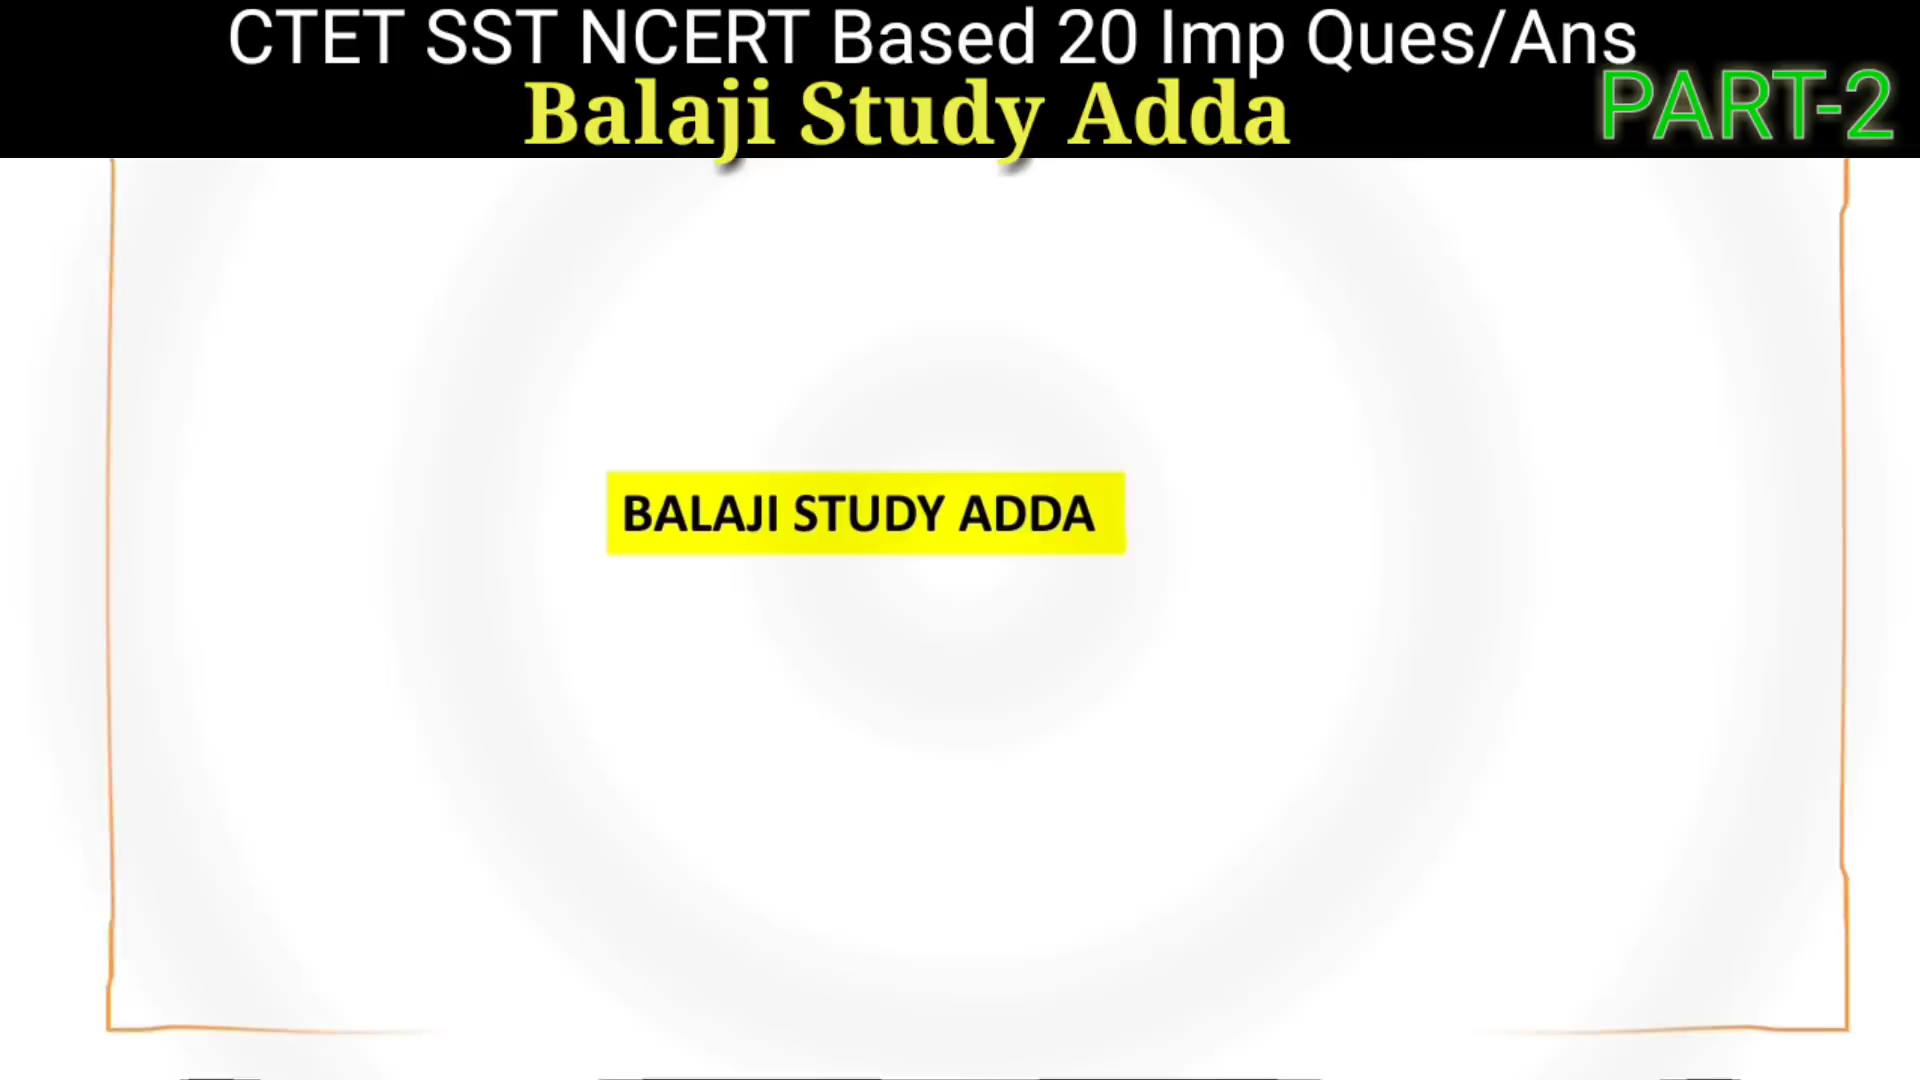 CTET SST NCERT Based 20 Imp Ques/Ans
Balaji Study Adda
PART-2
BALAJI STUDY ADDA